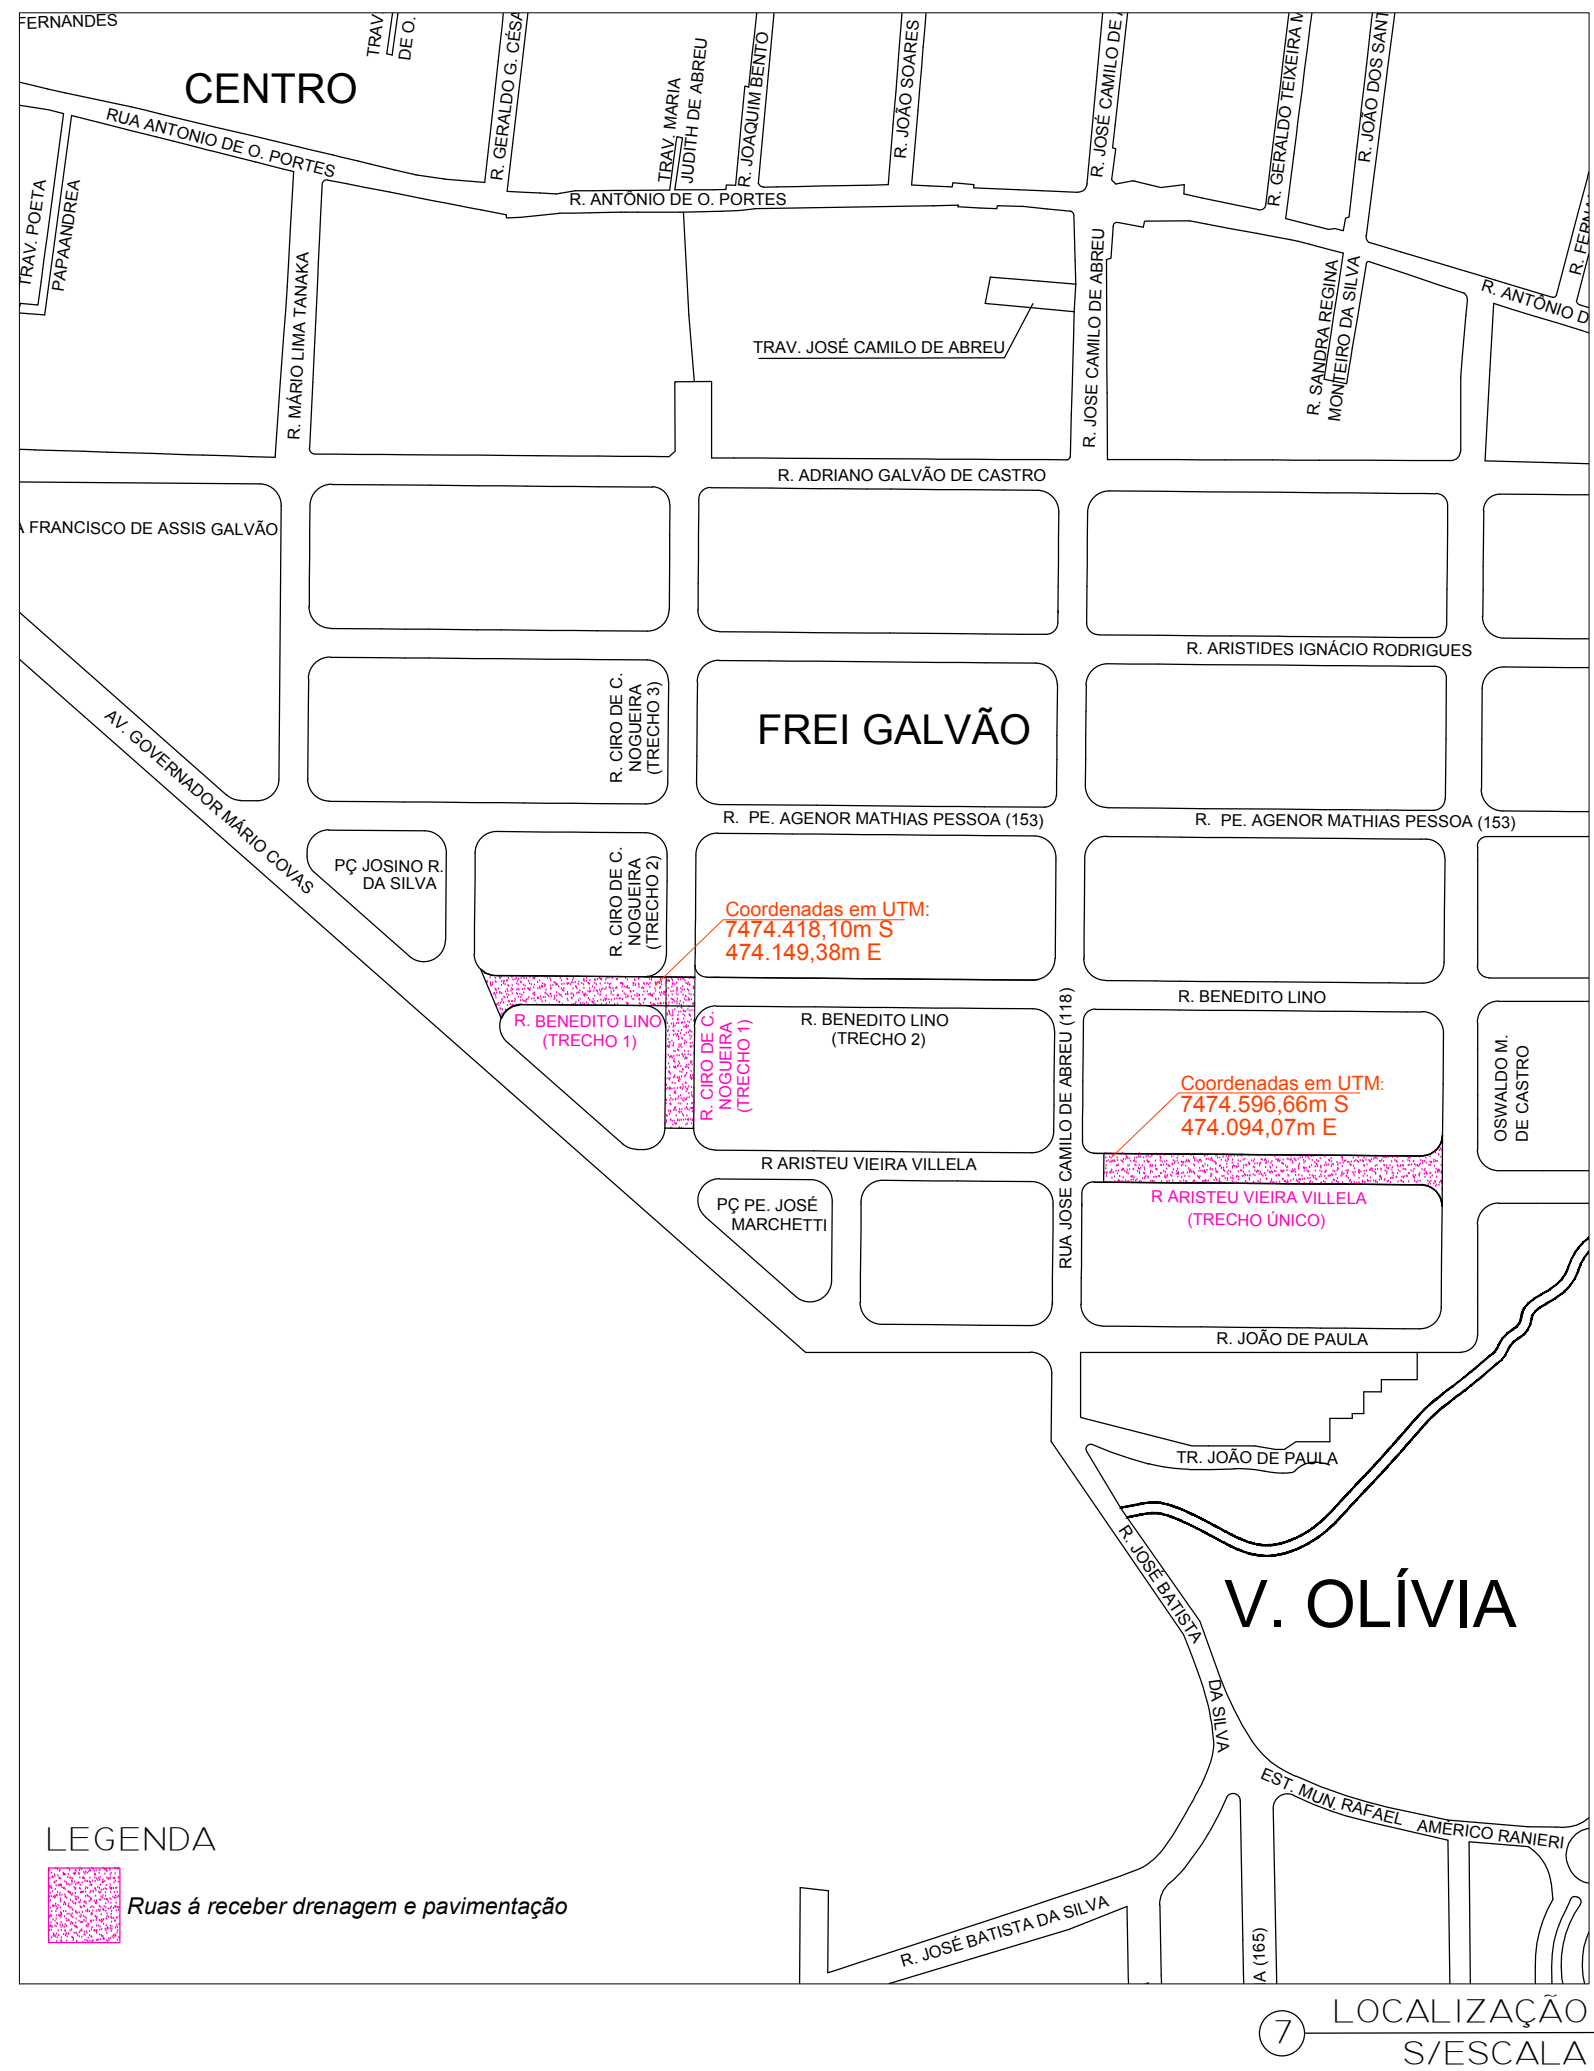 FERNANDES
TRAV.
DE O.
CENTRO
RUA ANTONIO DE O. PORTES
R. GERALDO G. CÉSA
TRAV. MARIA
JUDITH DE ABREU
R. JOAQUIM BENTO
R. JOÃO SOARES
R. JOSÉ CAMILO DE
R. GERALDO TEIXEIRA
R. JOÃO DOS SANT
R. ANTÔNIO DE O. PORTES
TRAV. POETA
PAPAANDREA
R. MÁRIO LIMA TANAKA
TRAV. JOSÉ CAMILO DE ABREU
R. JOSE CAMILO DE ABREU
R. SANDRA REGINA
MONTEIRO DA SILVA
R. ANTÔNIO D
R. FERNA
R. ADRIANO GALVÃO DE CASTRO
FRANCISCO DE ASSIS GALVÃO
R. ARISTIDES IGNÁCIO RODRIGUES
R. CIRO DE C.
NOGUEIRA
(TRECHO 3)
FREI GALVÃO
AV. GOVERNADOR MÁRIO COVAS
R. PE. AGENOR MATHIAS PESSOA (153)
R. PE. AGENOR MATHIAS PESSOA (153)
PÇ JOSINO R.
DA SILVA
R. CIRO DE C.
NOGUEIRA
(TRECHO 2)
Coordenadas em UTM:
7474.418,10m S
474.149,38m E
R. BENEDITO LINO
R. BENEDITO LINO
(TRECHO 1)
R. CIRO DE C.
NOGUEIRA
(TRECHO 1)
R. BENEDITO LINO
(TRECHO 2)
RUA JOSE CAMILO DE ABREU (118)
OSWALDO M.
DE CASTRO
Coordenadas em UTM:
7474.596,66m S
474.094,07m E
R ARISTEU VIEIRA VILLELA
R ARISTEU VIEIRA VILLELA
(TRECHO ÚNICO)
PÇ PE. JOSÉ
MARCHETTI
R. JOÃO DE PAULA
TR. JOÃO DE PAULA
R. JOSÉ BATISTA
DA SILVA
V. OLÍVIA
EST. MUN. RAFAEL AMÉRICO RANIERI
LEGENDA
Ruas á receber drenagem e pavimentação
R. JOSÉ BATISTA DA SILVA
A (165)
7
LOCALIZAÇÃO
S/ESCALA